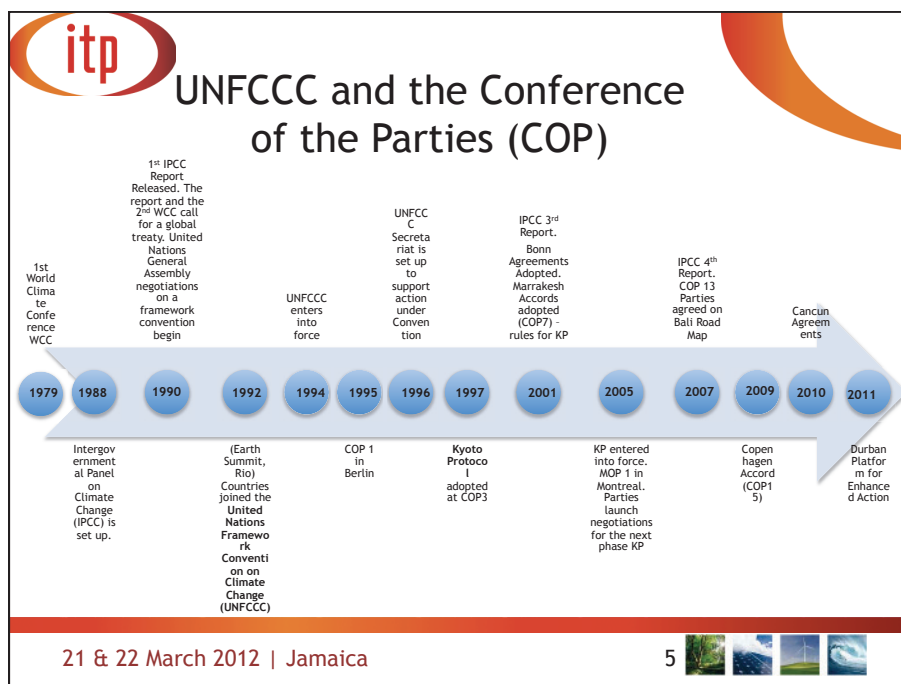 itp
UNFCCC and the Conference
of the Parties (COP)
1st
World
Clima
te
Confe
rence
WCC
1st IPCC
Report
Released. The
report and the
2nd WCC call
for a global
treaty. United
Nations
General
Assembly
negotiations
on a
framework
convention
begin
UNFCCC
enters
into
force
UNFCC
C
Secreta
riat is
set up
to
support
action
under
Conven
tion
IPCC 3rd
Report.
Bonn
Agreements
Adopted.
Marrakesh
Accords
adopted
(COP7) -
rules for KP
IPCC 4th
Report.
COP 13
Parties
agreed on
Bali Road
Map
Cancun
Agreem
ents
1979 1988 1990 1992 1994 1995 1996 1997 2001 2005 2007 2009 2010 2011
Intergov
ernment
al Panel
on
Climate
Change
(IPCC) is
set up.
(Earth
Summit,
Rio)
Countries
joined the
United
Nations
Framewo
rk
Conventi
on on
Climate
Change
(UNFCCC)
COP 1
in
Berlin
Kyoto
Protoco
l
adopted
at COP3
KP entered
into force.
MOP 1 in
Montreal.
Parties
launch
negotiations
for the next
phase KP
Copen
hagen
Accord
(COP1
5)
Durban
Platfor
m for
Enhance
d Action
21 & 22 March 2012 | Jamaica
5